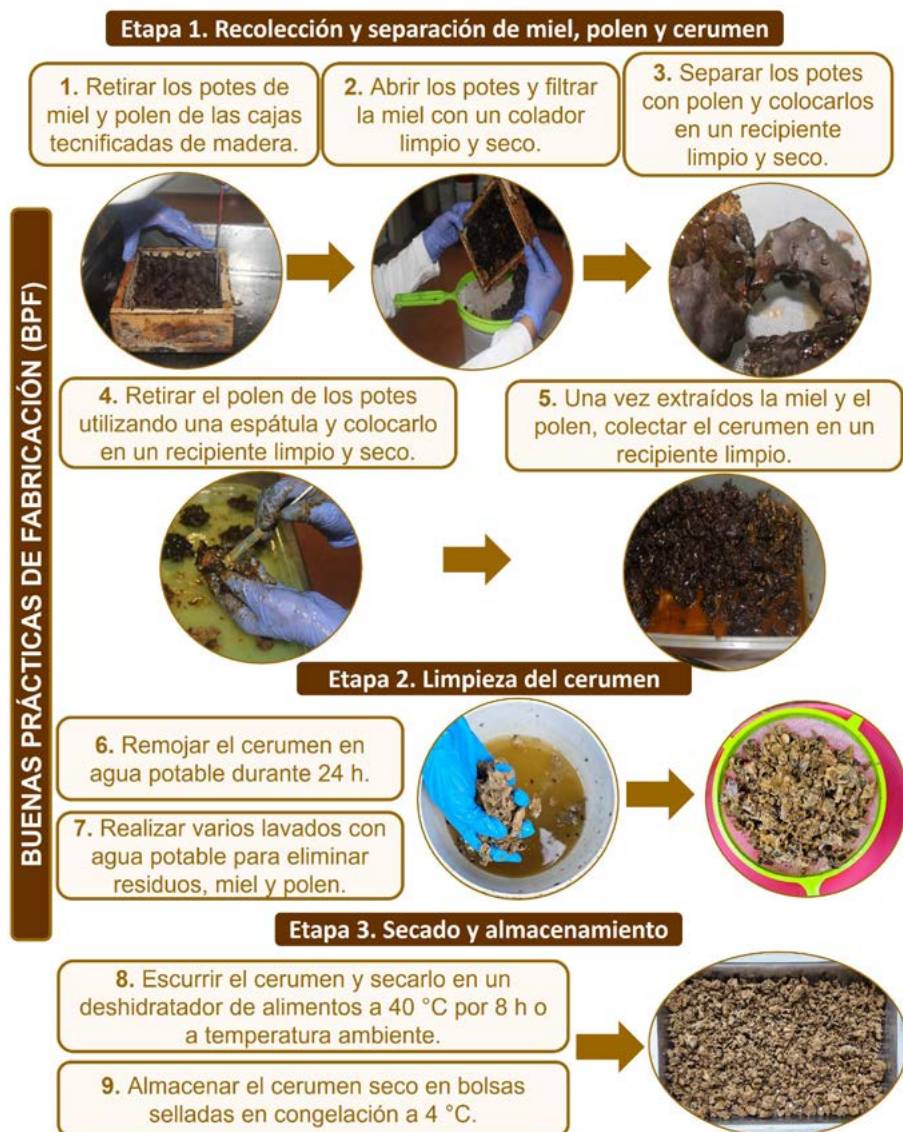 Etapa 1. Recolección y separación de miel, polen y cerumen
1. Retirar los potes de
miel y polen de las cajas
tecnificadas de madera.
2. Abrir los potes y filtrar
la miel con un colador
limpio y seco.
3. Separar los potes
con polen y colocarlos
en un recipiente
limpio y seco.
BUENAS PRÁCTICAS DE FABRICACIÓN (BPF)
4. Retirar el polen de los potes
utilizando una espátula y colocarlo
en un recipiente limpio y seco.
5. Una vez extraídos la miel y el
polen, colectar el cerumen en un
recipiente limpio.
Etapa 2. Limpieza del cerumen
6. Remojar el cerumen en
agua potable durante 24 h.
7. Realizar varios lavados con
agua potable para eliminar
residuos, miel y polen.
Etapa 3. Secado y almacenamiento
8. Escurrir el cerumen y secarlo en un
deshidratador de alimentos a 40 °C por 8 h o
a temperatura ambiente.
9. Almacenar el cerumen seco en bolsas
selladas en congelación a 4 °C.